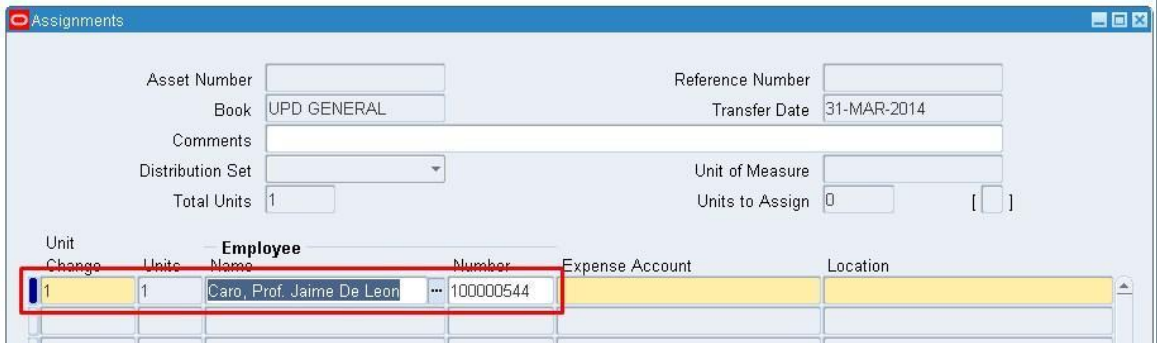 Assignments
Asset Number Reference Number
Book UPD GENERAL Transfer Date 31-MAR-2014
Comments
Distribution Set Unit of Measure
Total Units 1 Units to Assign 0 [ ]
Unit Employee
Change Units Name Number Expense Account Location
1 1 Caro, Prof. Jaime De Leon ... 100000544